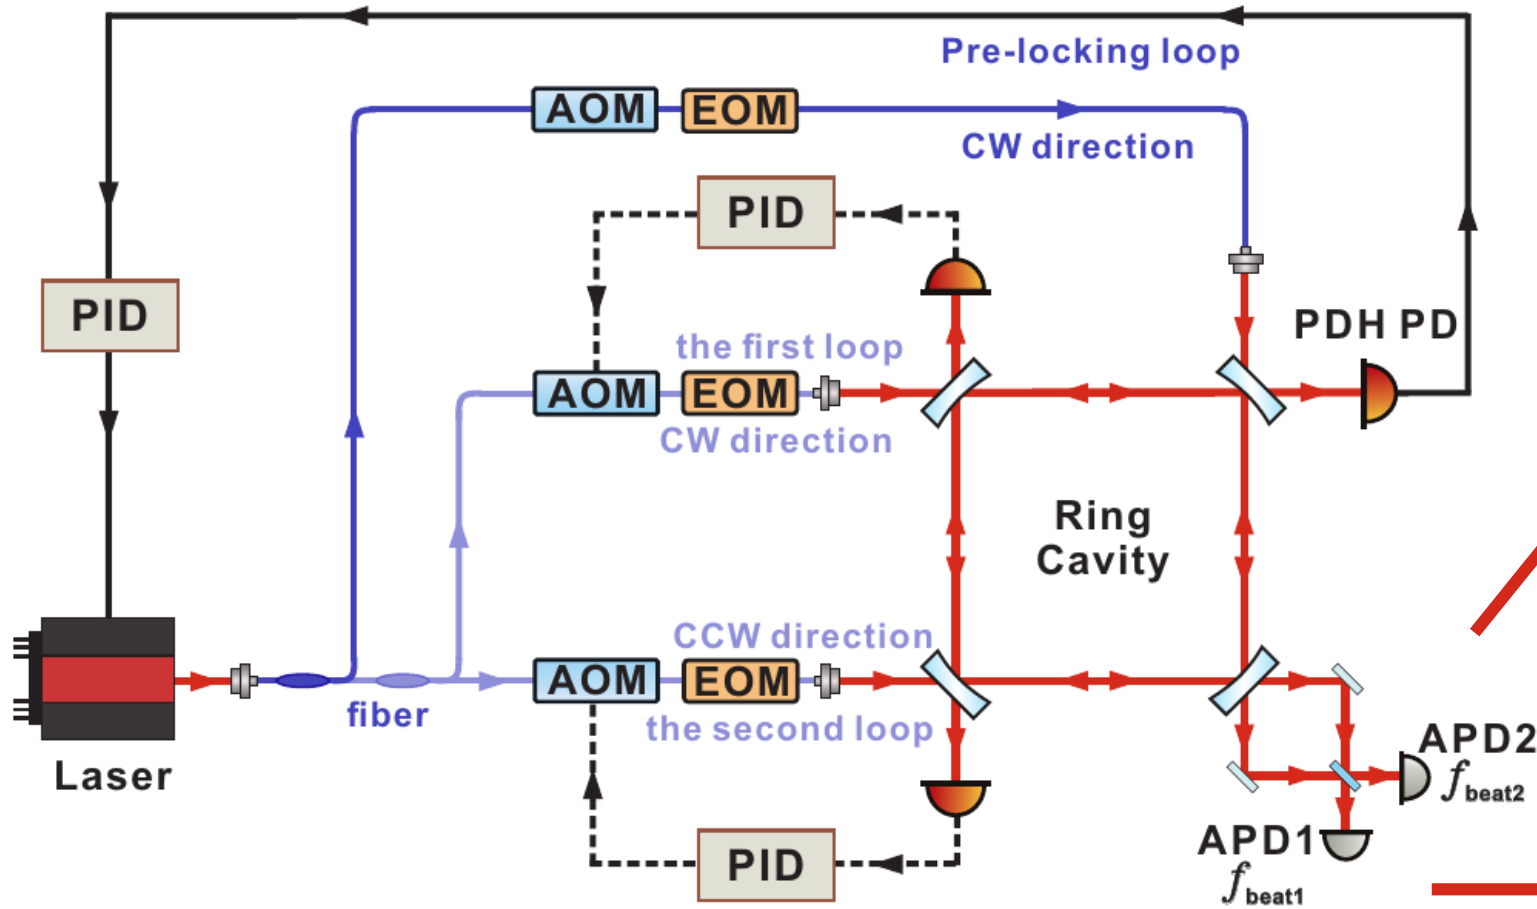 Pre-locking loop
AOM
EOM
CW direction
PID
PID
PDH PD
the first loop
AOM
EOM
CW direction
Ring
Cavity
CCW direction
AOM
EOM
fiber
the second loop
Laser
APD2
f beat2
PID
APD1
f beat1